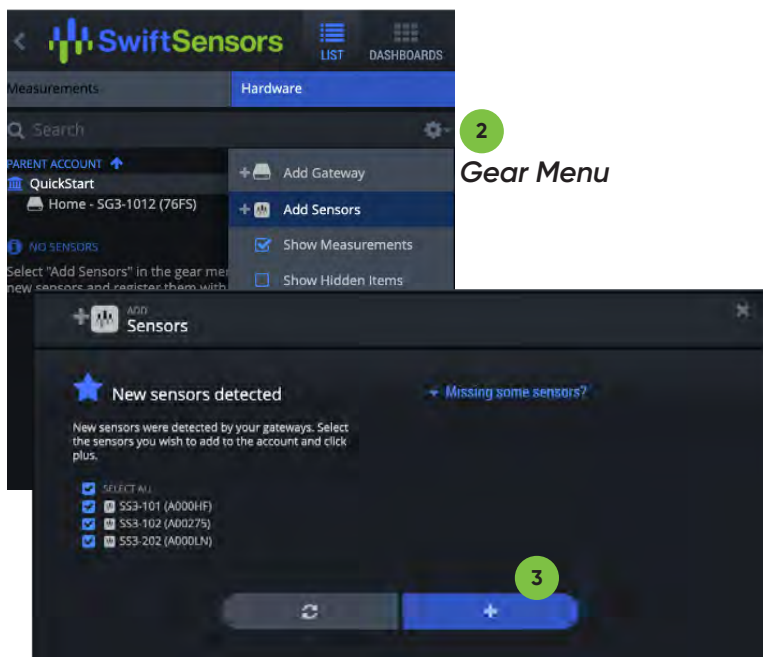 SwiftSensors
LIST
DASHBOARDS
Measurements
Hardware
Search
2
Gear Menu
PARENT ACCOUNT
QuickStart
Home - SG3-1012 (76FS)
NO SENSORS
Select "Add Sensors" in the gear me
new sensors and register them with
Add Gateway
Add Sensors
Show Measurements
Show Hidden Items
ADD
Sensors
New sensors detected
Missing some sensors?
New sensors were detected by your gateways. Select
the sensors you wish to add to the account and click
plus.
SELECT ALL
SS3-101 (A000HF)
SS3-102 (A00275)
SS3-202 (A000LN)
3